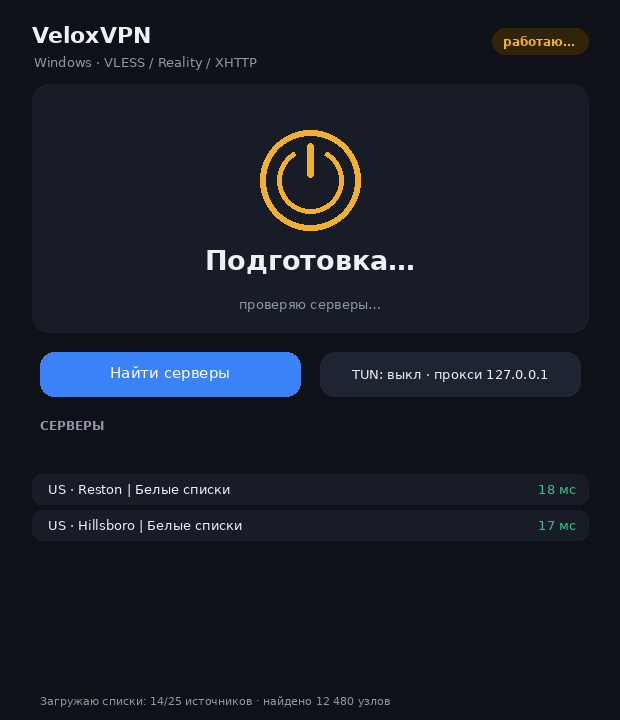 VeloxVPN
работаю...
Windows · VLESS / Reality / XHTTP
Подготовка...
проверяю серверы...
Найти серверы
TUN: выкл · прокси 127.0.0.1
СЕРВЕРЫ
US · Reston | Белые списки 18 мс
US · Hillsboro | Белые списки 17 мс
Загружаю списки: 14/25 источников · найдено 12 480 узлов